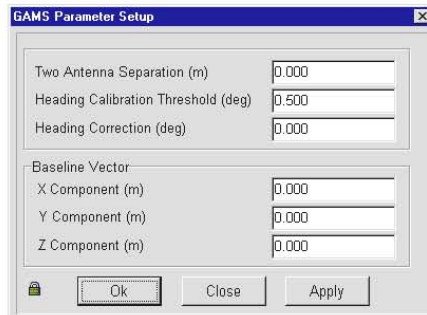 GAMS Parameter Setup
Two Antenna Separation (m) 0.000
Heading Calibration Threshold (deg) 0.500
Heading Correction (deg) 0.000
Baseline Vector
X Component (m) 0.000
Y Component (m) 0.000
Z Component (m) 0.000
Ok Close Apply